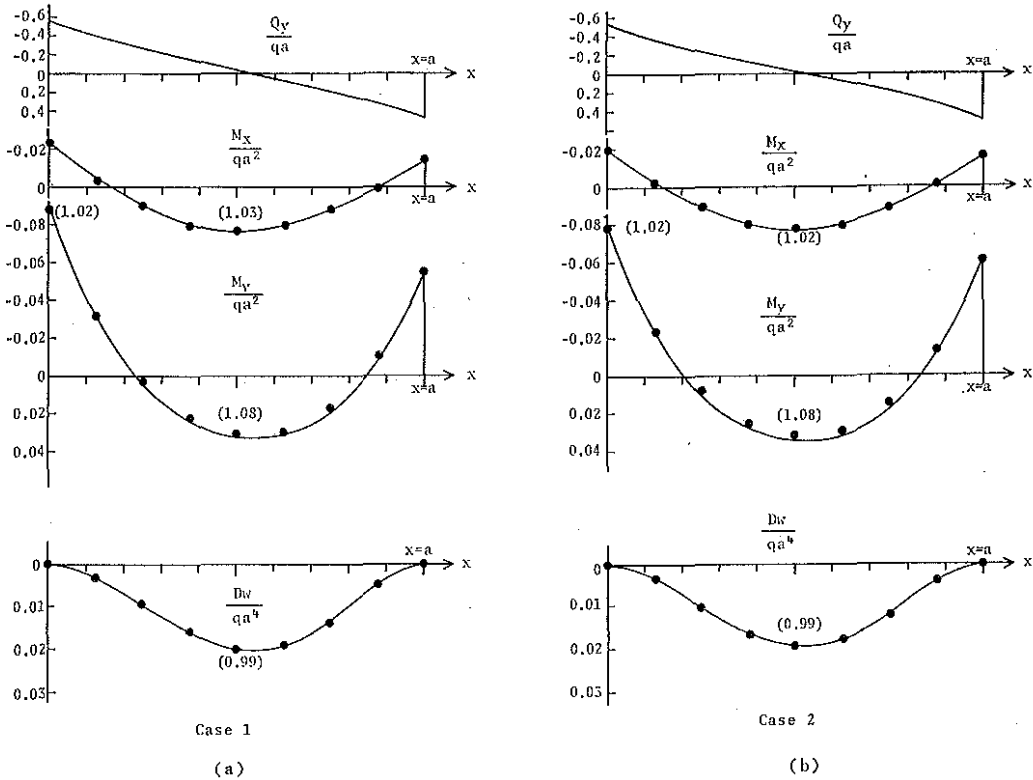 -0.6
-0.4
-0.2
0
0.2
0.4
Qy
qa
x=a
x
-0.02
0
Mx
qa²
x
x=a
-0.08
(1.02)
(1.03)
-0.06
-0.04
-0.02
0
0.02
0.04
My
qa²
x
x=a
(1.08)
0
0.01
0.02
0.03
Dw
qa⁴
x=a
x
(0.99)
Case 1
(a)
-0.6
-0.4
-0.2
0
0.2
0.4
Qy
qa
x=a
x
-0.02
0
Mx
qa²
x
x=a
-0.08
(1.02)
(1.02)
-0.06
-0.04
-0.02
0
0.02
0.04
My
qa²
x
x=a
(1.08)
0
0.01
0.02
0.03
Dw
qa⁴
x=a
x
(0.99)
Case 2
(b)